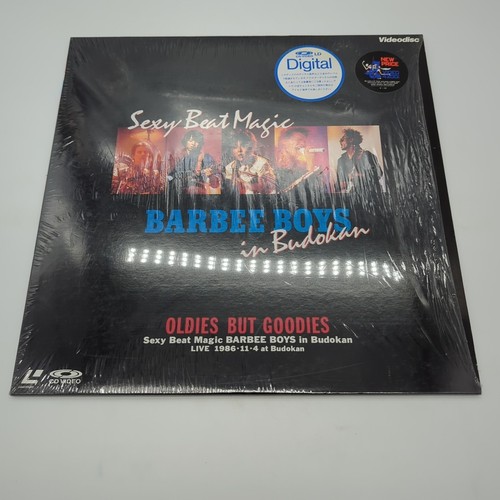 Videodisc
LD
Digital
NEW
PRICE
Sexy Beat Magic
BARBEE BOYS
in Budokan
OLDIES BUT GOODIES
Sexy Beat Magic BARBEE BOYS in Budokan
LIVE 1986·11·4 at Budokan
CD VIDEO